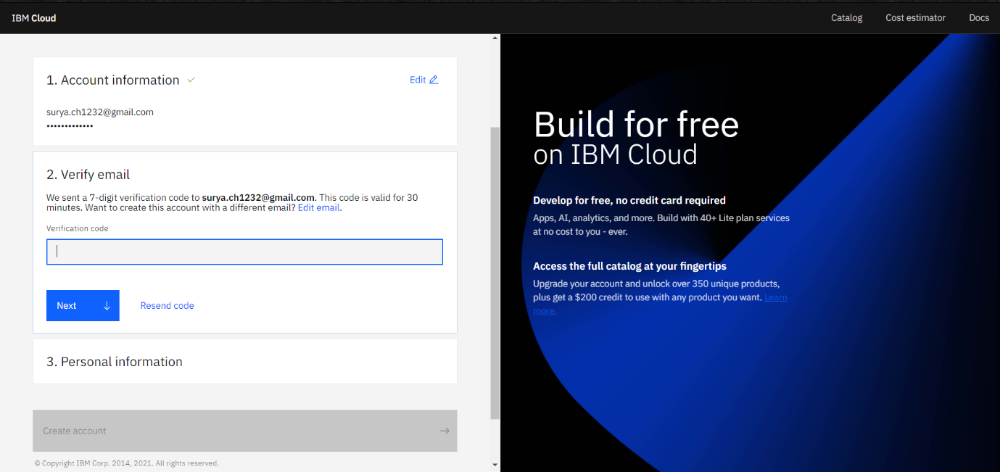 IBM Cloud
Catalog
Cost estimator
Docs
1. Account information
Edit
surya.ch1232@gmail.com
•••••••••••••
2. Verify email
We sent a 7-digit verification code to surya.ch1232@gmail.com. This code is valid for 30
minutes. Want to create this account with a different email? Edit email.
Verification code
Next
Resend code
3. Personal information
Create account
© Copyright IBM Corp. 2014, 2021. All rights reserved.
Build for free
on IBM Cloud
Develop for free, no credit card required
Apps, AI, analytics, and more. Build with 40+ Lite plan services
at no cost to you - ever.
Access the full catalog at your fingertips
Upgrade your account and unlock over 350 unique products,
plus get a $200 credit to use with any product you want. Learn
more.